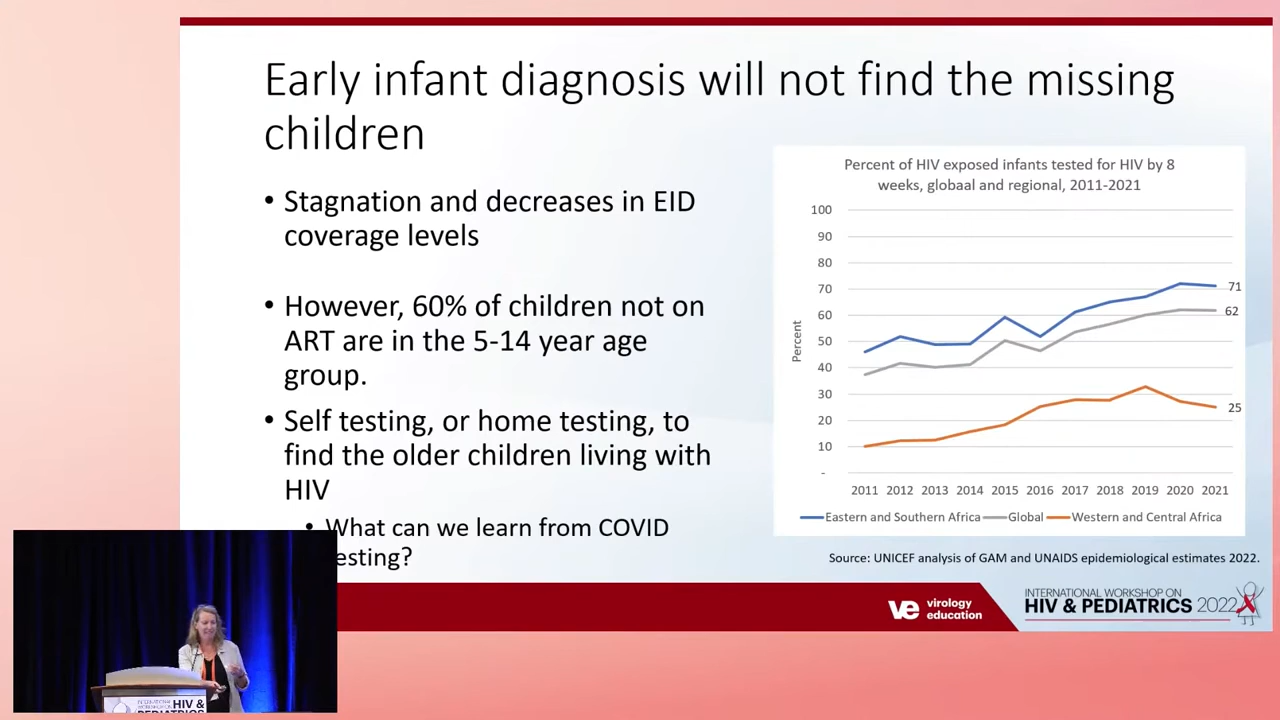 Early infant diagnosis will not find the missing
children
• Stagnation and decreases in EID
coverage levels
• However, 60% of children not on
ART are in the 5-14 year age
group.
• Self testing, or home testing, to
find the older children living with
HIV
• What can we learn from COVID
esting?
Percent of HIV exposed infants tested for HIV by 8
weeks, globaal and regional, 2011-2021
Percent
100
90
80
70
60
50
40
30
20
10
-
71
62
25
2011 2012 2013 2014 2015 2016 2017 2018 2019 2020 2021
Eastern and Southern Africa Global Western and Central Africa
Source: UNICEF analysis of GAM and UNAIDS epidemiological estimates 2022.
ve virology
education
INTERNATIONAL WORKSHOP ON
HIV & PEDIATRICS 2022
HIV &
PEDIATRICS